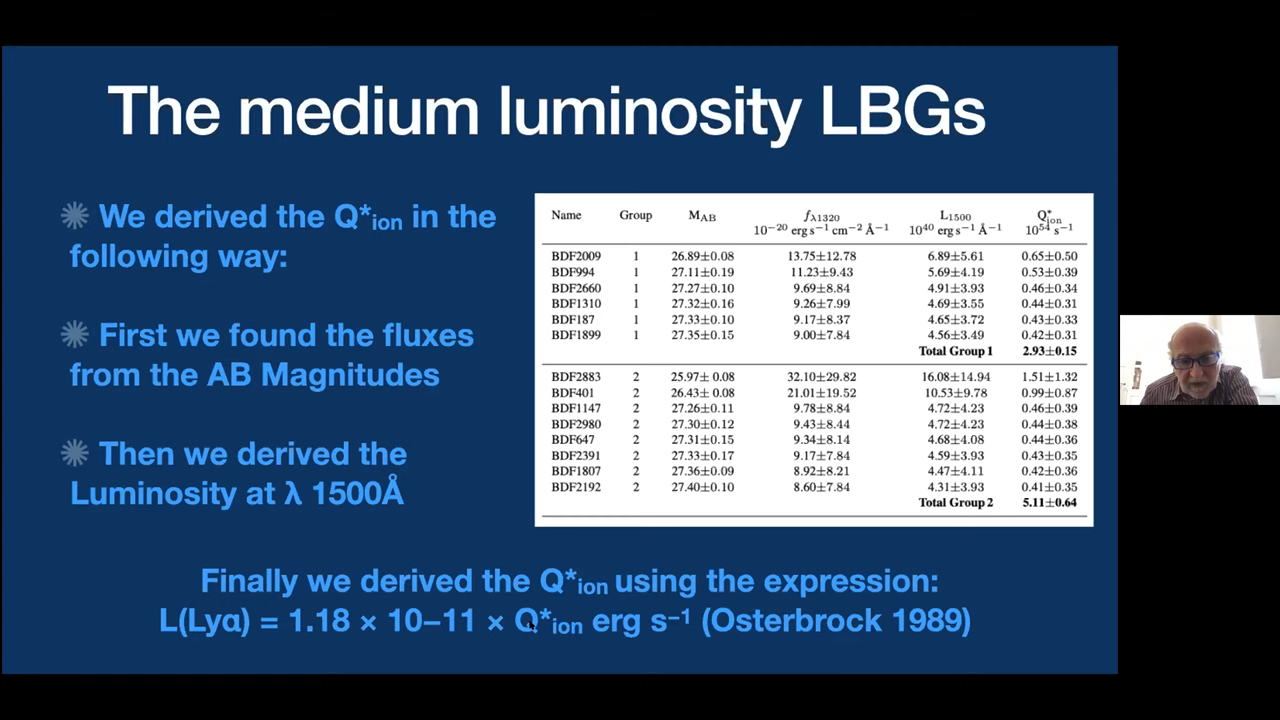 The medium luminosity LBGs
✺ We derived the Q*ion in the
following way:
✺ First we found the fluxes
from the AB Magnitudes
✺ Then we derived the
Luminosity at λ 1500Å
Name Group M_AB f_λ1320 L_1500 Q*_ion
10⁻²⁰ erg s⁻¹ cm⁻² Å⁻¹ 10⁴⁰ erg s⁻¹ Å⁻¹ 10⁵⁴ s⁻¹
BDF2009 1 26.89±0.08 13.75±12.78 6.89±5.61 0.65±0.50
BDF994 1 27.11±0.19 11.23±9.43 5.69±4.19 0.53±0.39
BDF2660 1 27.27±0.10 9.69±8.84 4.91±3.93 0.46±0.34
BDF1310 1 27.32±0.16 9.26±7.99 4.69±3.55 0.44±0.31
BDF187 1 27.33±0.10 9.17±8.37 4.65±3.72 0.43±0.33
BDF1899 1 27.35±0.15 9.00±7.84 4.56±3.49 0.42±0.31
Total Group 1 2.93±0.15
BDF2883 2 25.97± 0.08 32.10±29.82 16.08±14.94 1.51±1.32
BDF401 2 26.43± 0.08 21.01±19.52 10.53±9.78 0.99±0.87
BDF1147 2 27.26±0.11 9.78±8.84 4.72±4.23 0.46±0.39
BDF2980 2 27.30±0.12 9.43±8.44 4.72±4.23 0.44±0.38
BDF647 2 27.31±0.15 9.34±8.14 4.68±4.08 0.44±0.36
BDF2391 2 27.33±0.17 9.17±7.84 4.59±3.93 0.43±0.35
BDF1807 2 27.36±0.09 8.92±8.21 4.47±4.11 0.42±0.36
BDF2192 2 27.40±0.10 8.60±7.84 4.31±3.93 0.41±0.35
Total Group 2 5.11±0.64
Finally we derived the Q*ion using the expression:
L(Lyα) = 1.18 × 10−11 × Q*ion erg s⁻¹ (Osterbrock 1989)